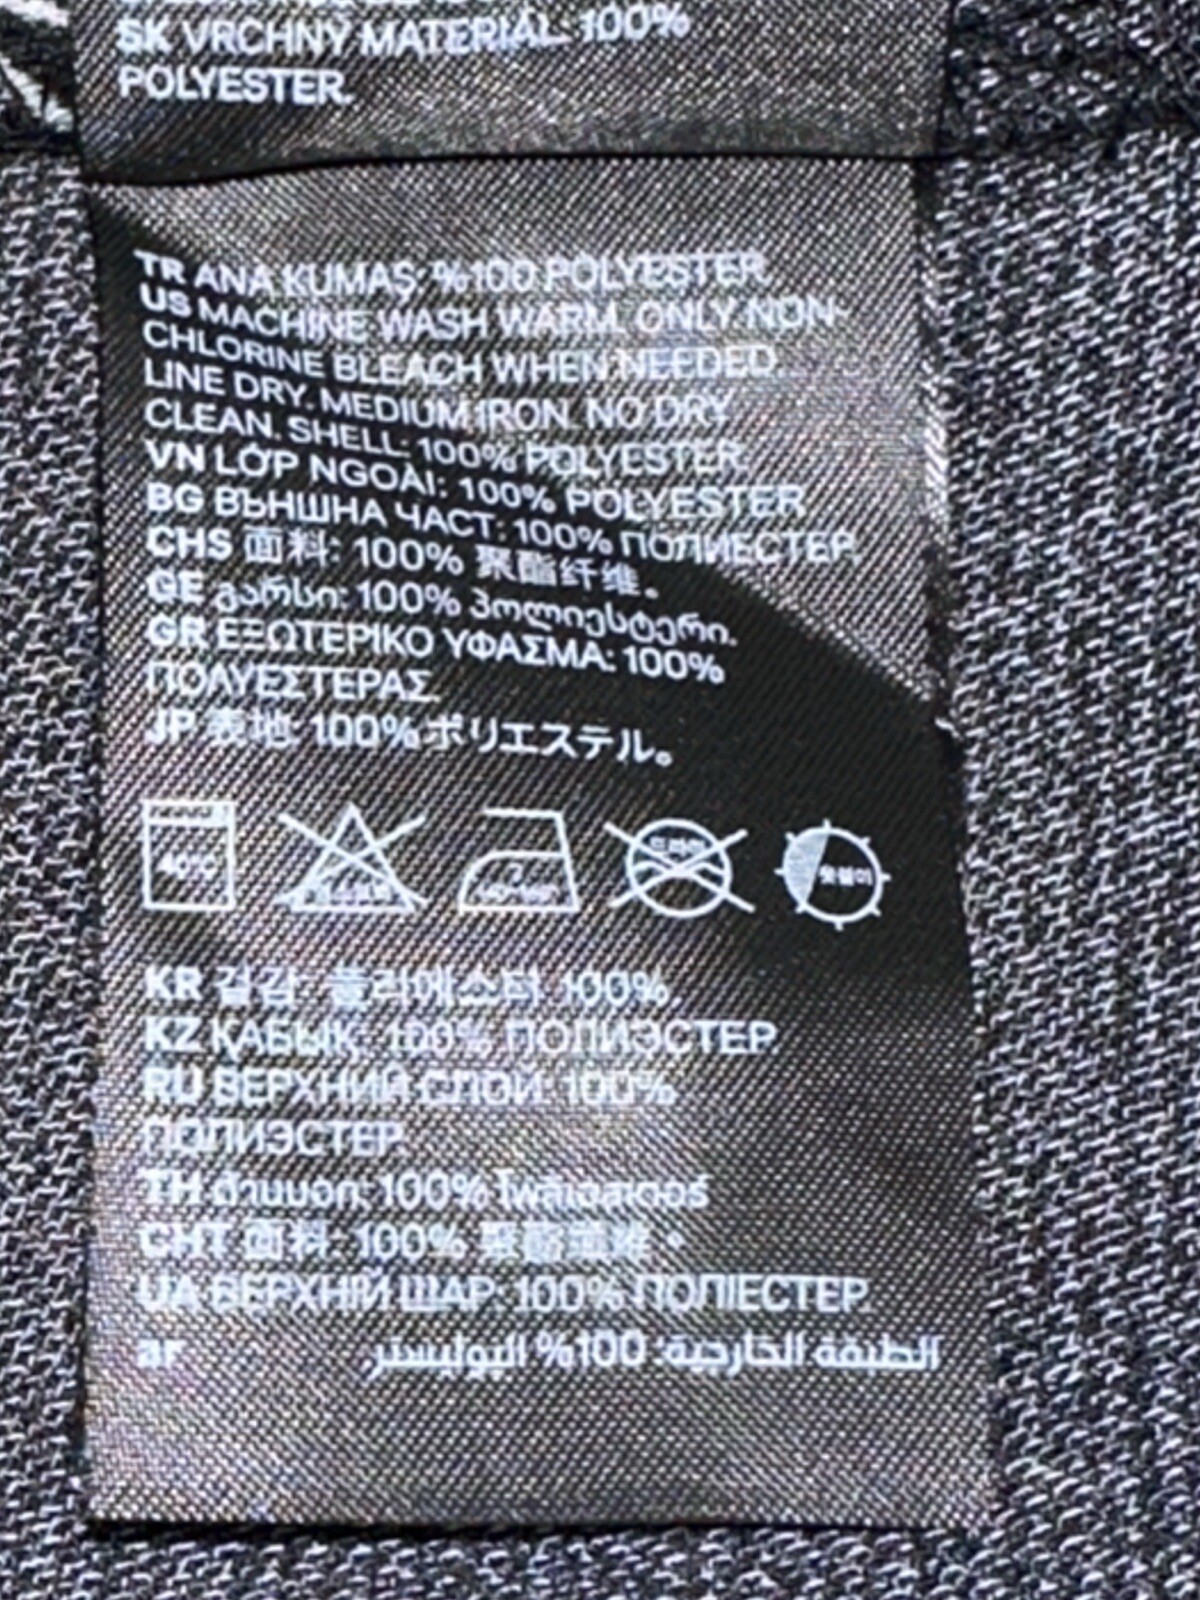 SK VRCHNÝ MATERIÁL: 100%
POLYESTER.
TR ANA KUMAŞ: %100 POLYESTER
US MACHINE WASH WARM. ONLY NON-
CHLORINE BLEACH WHEN NEEDED.
LINE DRY. MEDIUM IRON. NO DRY
CLEAN. SHELL: 100% POLYESTER.
VN LỚP NGOÀI: 100% POLYESTER
BG ВЪНШНА ЧАСТ: 100% ПОЛИЕСТЕР.
CHS 面料: 100% 聚酯纤维。
GE გარსი: 100% პოლიესტერი.
GR ΕΞΩΤΕΡΙΚΟ ΥΦΑΣΜΑ: 100%
ΠΟΛΥΕΣΤΕΡΑΣ.
JP 表地: 100% ポリエステル。
40°C
KR 겉감: 폴리에스터 100%.
KZ ҚАБЫҚ: 100% ПОЛИЭСТЕР.
RU ВЕРХНИЙ СЛОЙ: 100%
ПОЛИЭСТЕР.
TH ด้านนอก: 100% โพลีเอสเตอร์
CHT 面料: 100% 聚酯纖維。
UA ВЕРХНІЙ ШАР: 100% ПОЛІЕСТЕР.
ar الطبقة الخارجية: 100% البوليستر.